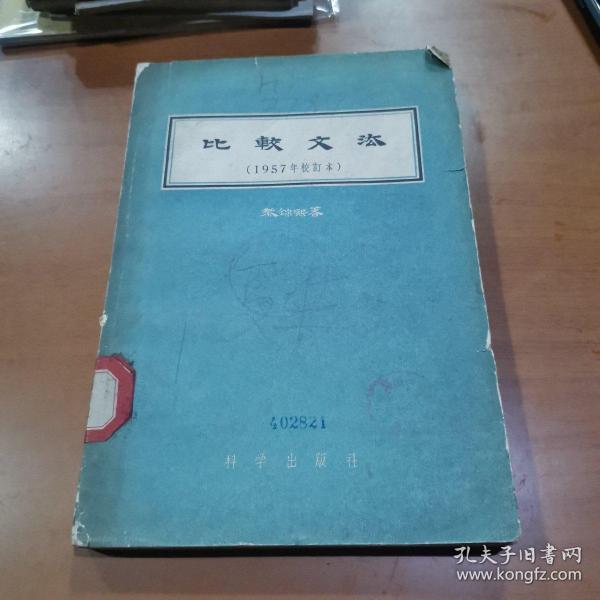 比較文法
(1957年校訂本)
黎錦熙著
402821
科学出版社
孔夫子旧書网
www.kongfz.com